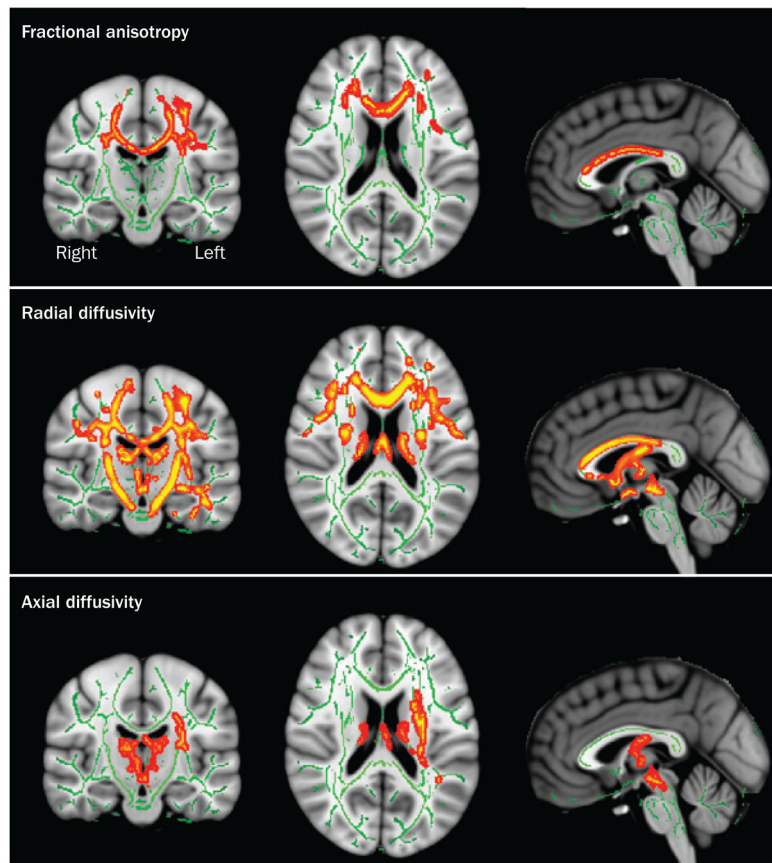 Fractional anisotropy
Right
Left
Radial diffusivity
Axial diffusivity